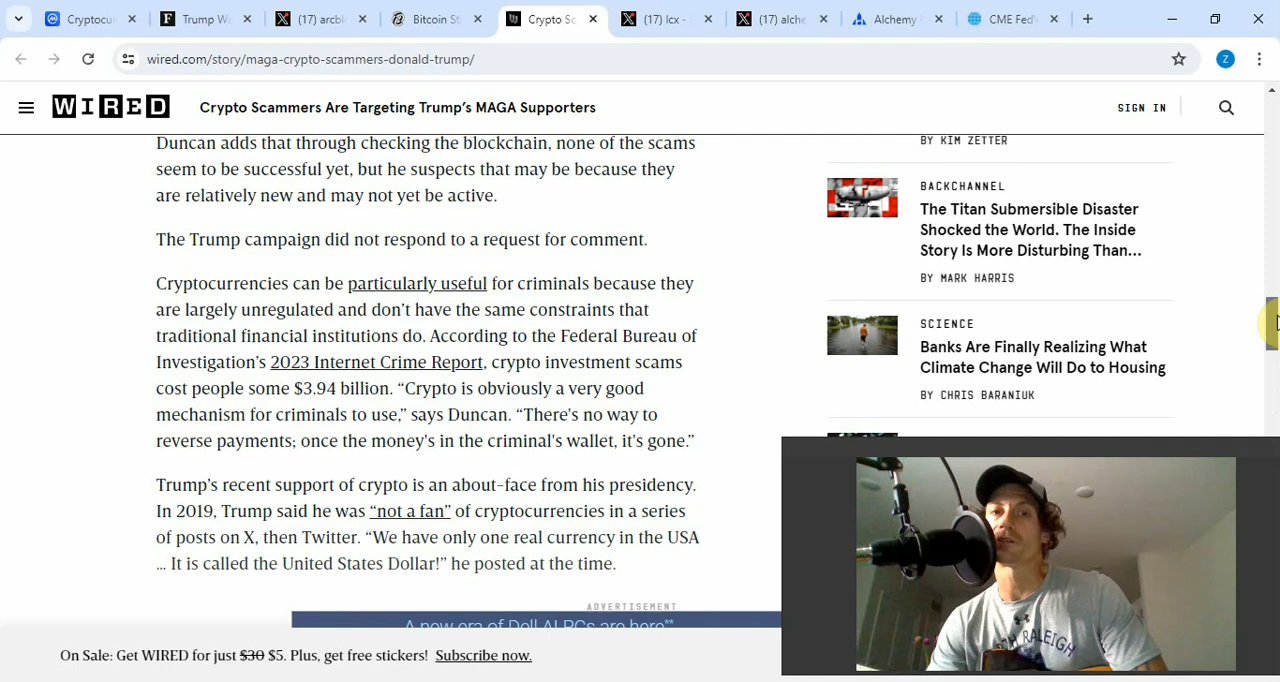 Cryptocu
Trump Wa
(17) arcbl
Bitcoin St
Crypto Sc
(17) lcx -
(17) alche
Alchemy
CME Fed
wired.com/story/maga-crypto-scammers-donald-trump/
Z
WIRED
Crypto Scammers Are Targeting Trump's MAGA Supporters
SIGN IN
Duncan adds that through checking the blockchain, none of the scams
seem to be successful yet, but he suspects that may be because they
are relatively new and may not yet be active.
The Trump campaign did not respond to a request for comment.
Cryptocurrencies can be particularly useful for criminals because they
are largely unregulated and don't have the same constraints that
traditional financial institutions do. According to the Federal Bureau of
Investigation's 2023 Internet Crime Report, crypto investment scams
cost people some $3.94 billion. “Crypto is obviously a very good
mechanism for criminals to use,” says Duncan. “There's no way to
reverse payments; once the money's in the criminal's wallet, it's gone.”
Trump's recent support of crypto is an about-face from his presidency.
In 2019, Trump said he was “not a fan” of cryptocurrencies in a series
of posts on X, then Twitter. “We have only one real currency in the USA
… It is called the United States Dollar!” he posted at the time.
ADVERTISEMENT
A new era of Dell AI PCs are here**
BY KIM ZETTER
BACKCHANNEL
The Titan Submersible Disaster
Shocked the World. The Inside
Story Is More Disturbing Than...
BY MARK HARRIS
SCIENCE
Banks Are Finally Realizing What
Climate Change Will Do to Housing
BY CHRIS BARANIUK
RALEIGH
On Sale: Get WIRED for just $30 $5. Plus, get free stickers! Subscribe now.